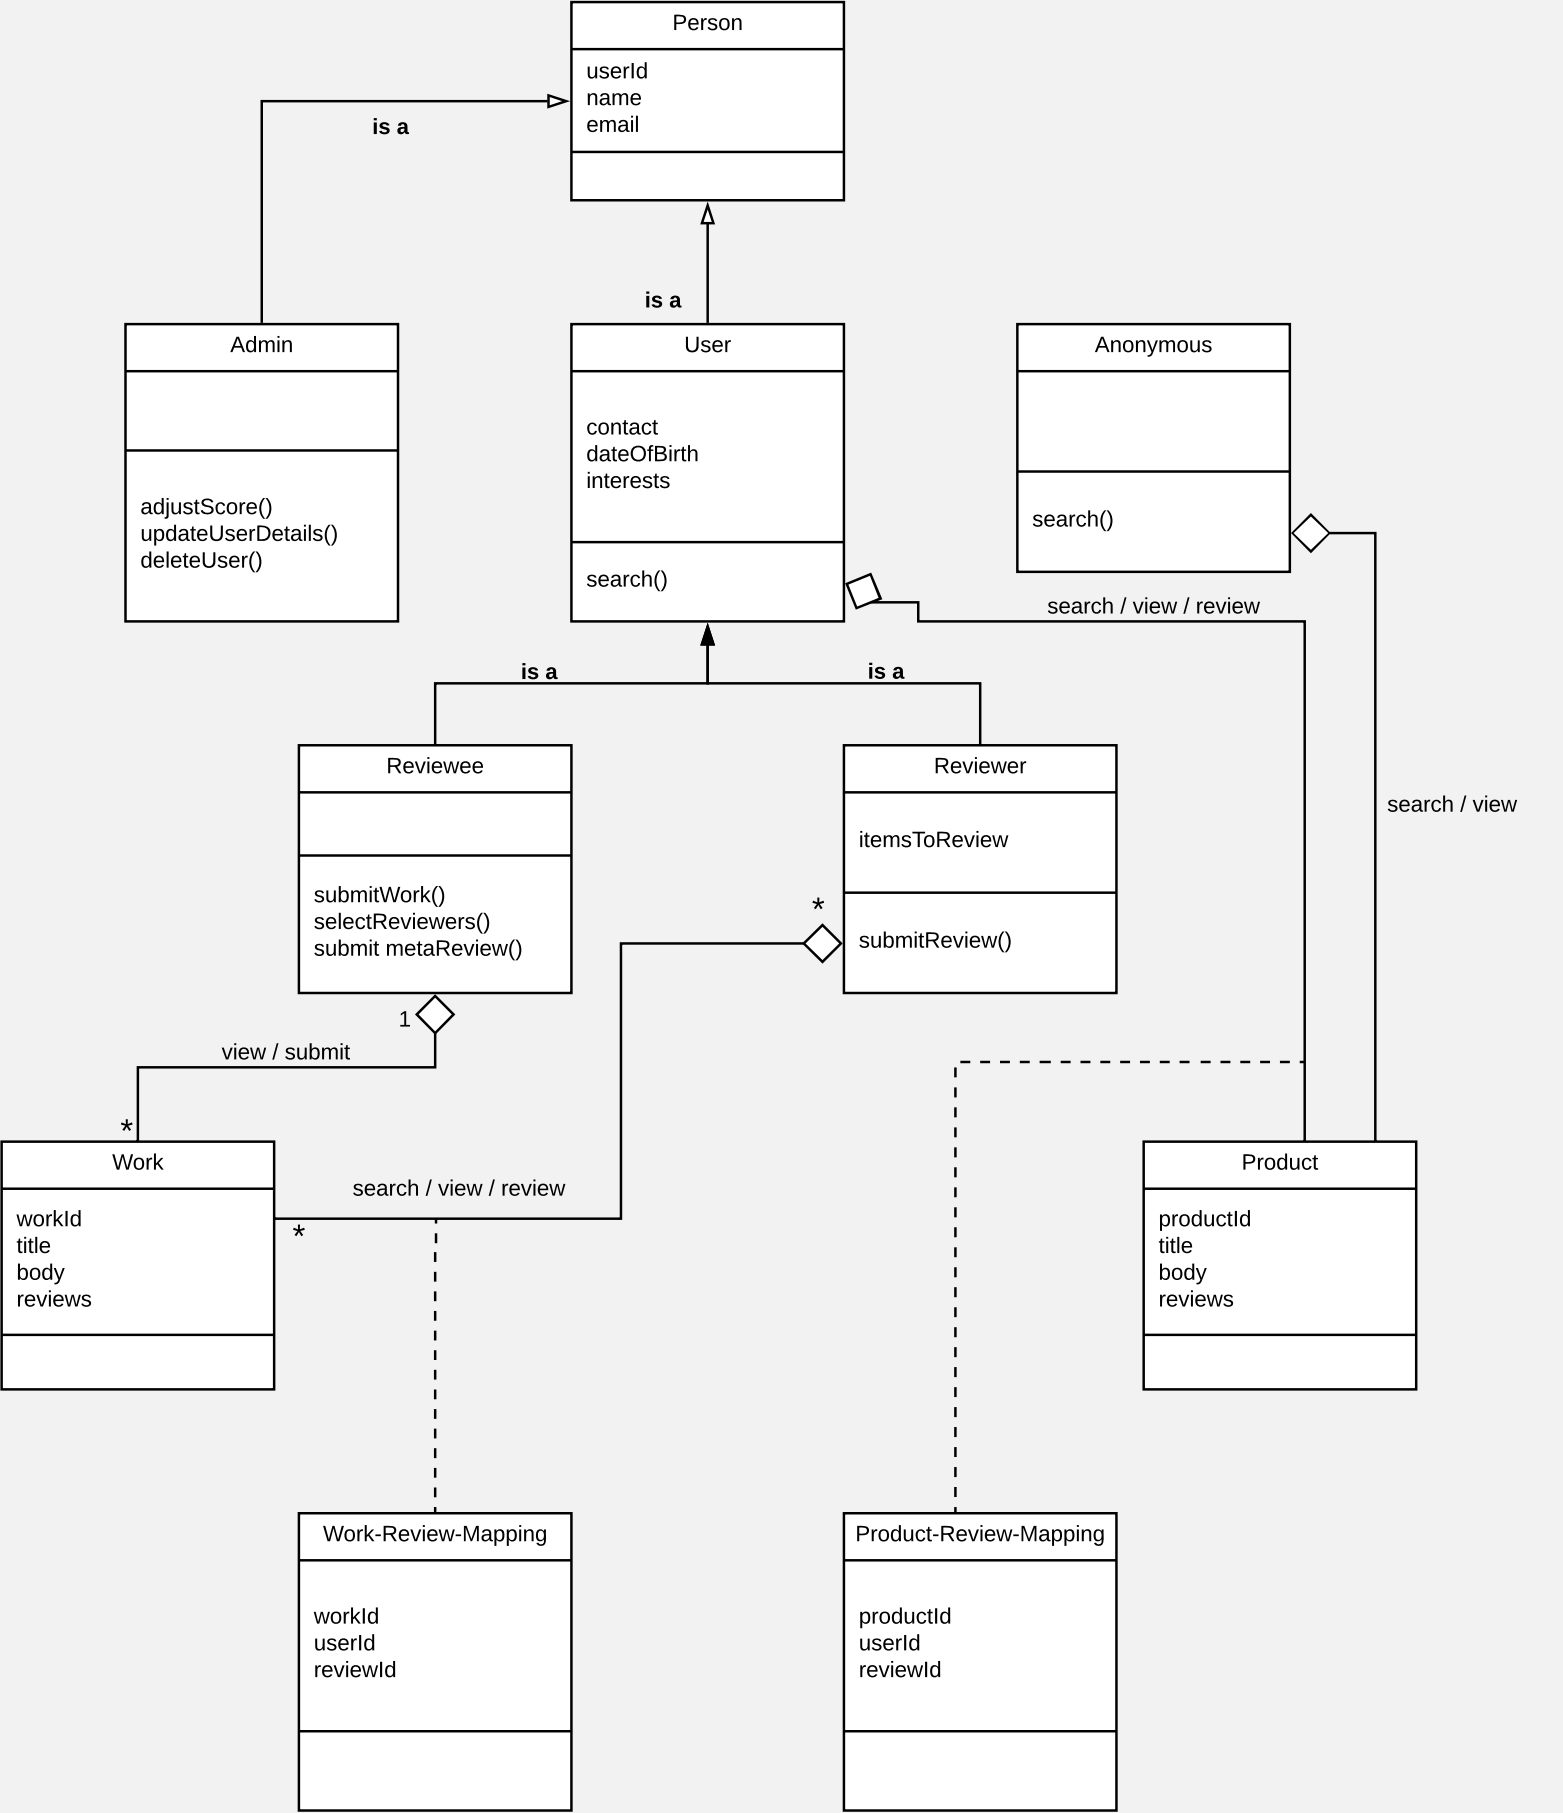 Person
userId
name
email
is a
is a
Admin
adjustScore()
updateUserDetails()
deleteUser()
User
contact
dateOfBirth
interests
search()
Anonymous
search()
search / view / review
is a
is a
search / view
Reviewee
submitWork()
selectReviewers()
submit metaReview()
Reviewer
itemsToReview
submitReview()
*
1
view / submit
*
Work
workId
title
body
reviews
search / view / review
*
Product
productId
title
body
reviews
Work-Review-Mapping
workId
userId
reviewId
Product-Review-Mapping
productId
userId
reviewId